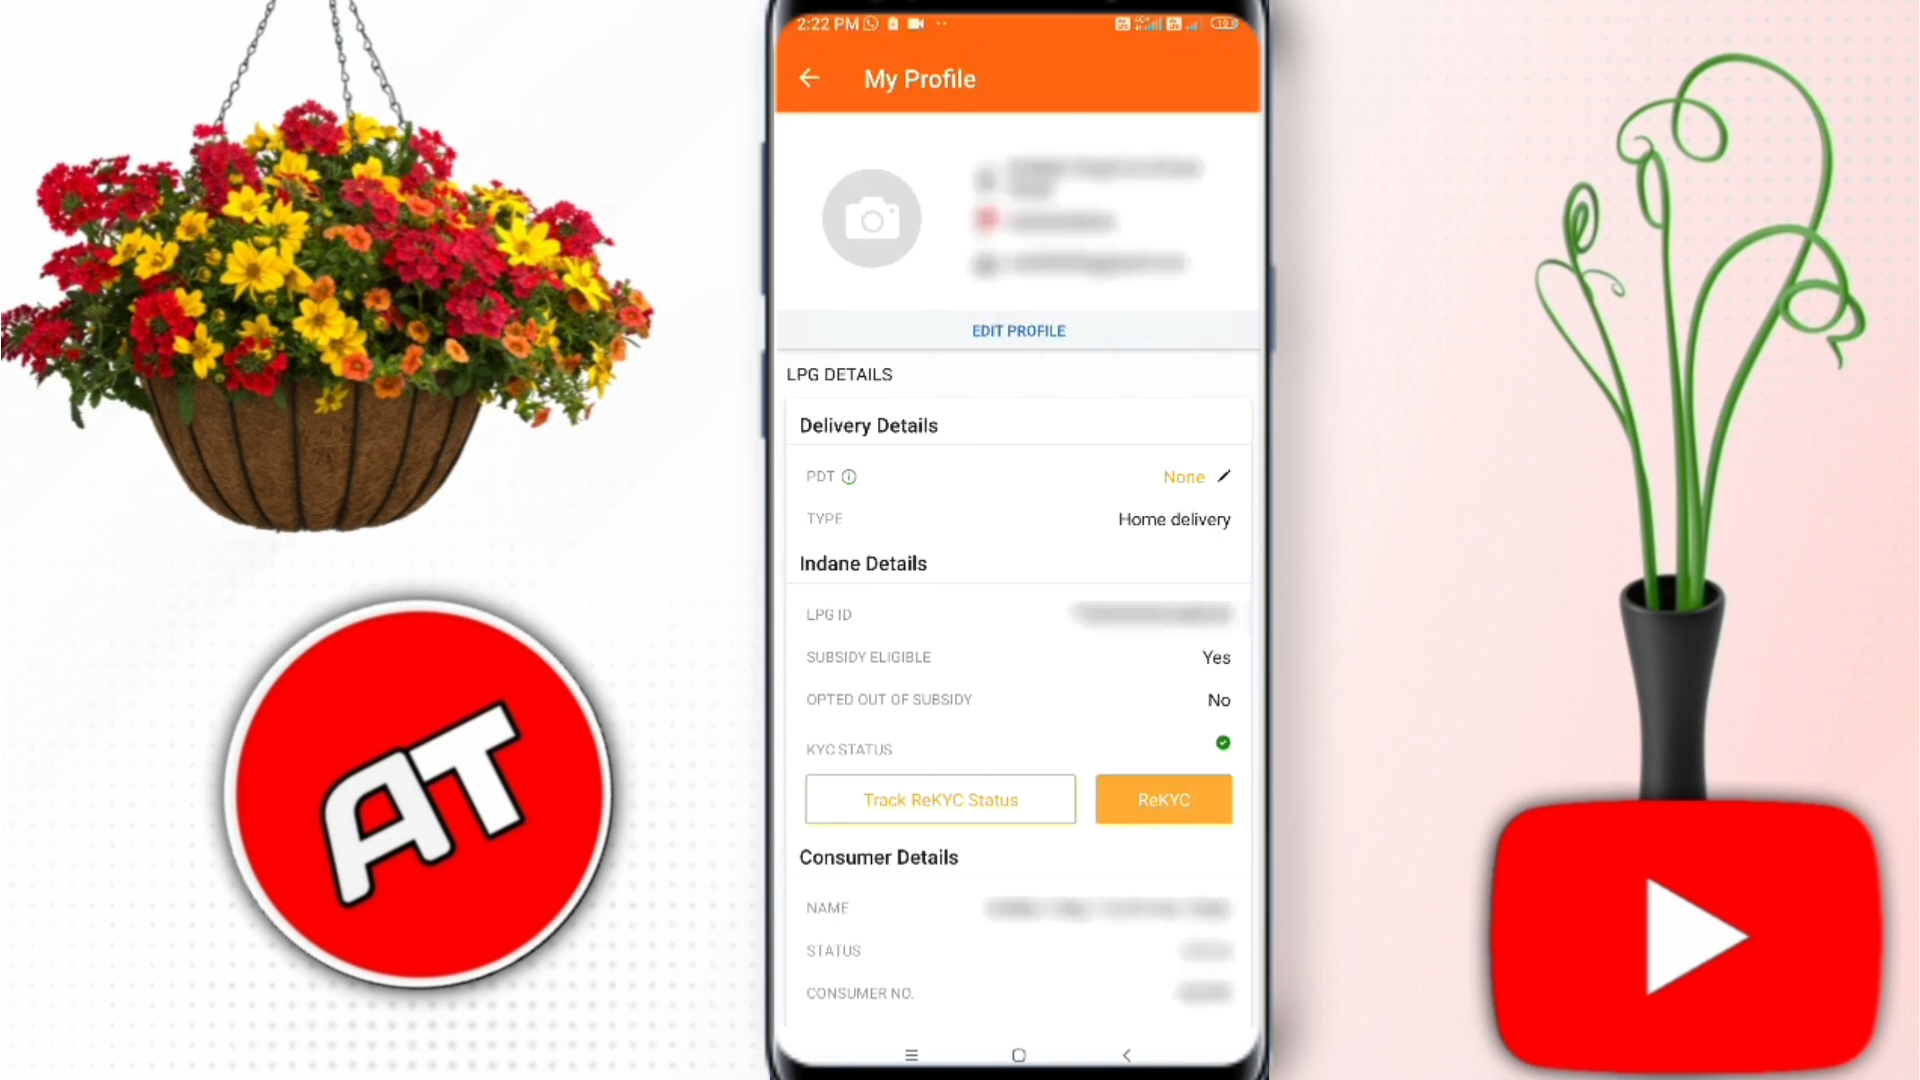 2:22 PM
My Profile
EDIT PROFILE
LPG DETAILS
Delivery Details
PDT None
TYPE Home delivery
Indane Details
LPG ID
SUBSIDY ELIGIBLE Yes
OPTED OUT OF SUBSIDY No
KYC STATUS
Track ReKYC Status ReKYC
Consumer Details
NAME
STATUS
CONSUMER NO.
AT